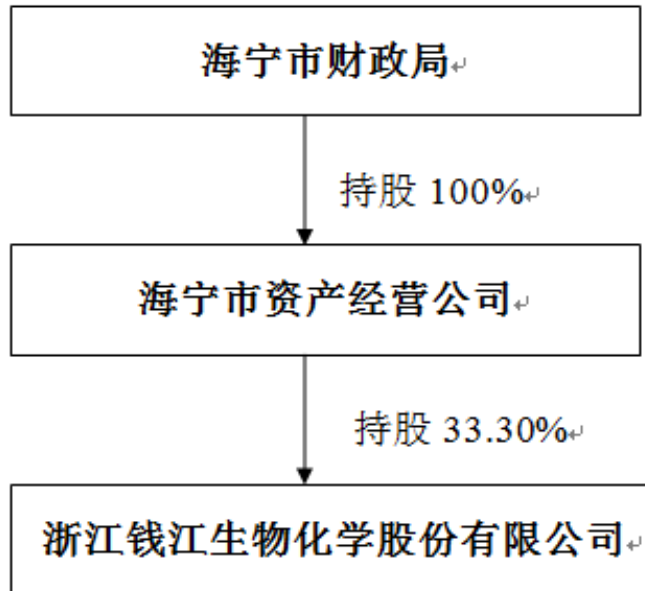 海宁市财政局
持股 100%
海宁市资产经营公司
持股 33.30%
浙江钱江生物化学股份有限公司